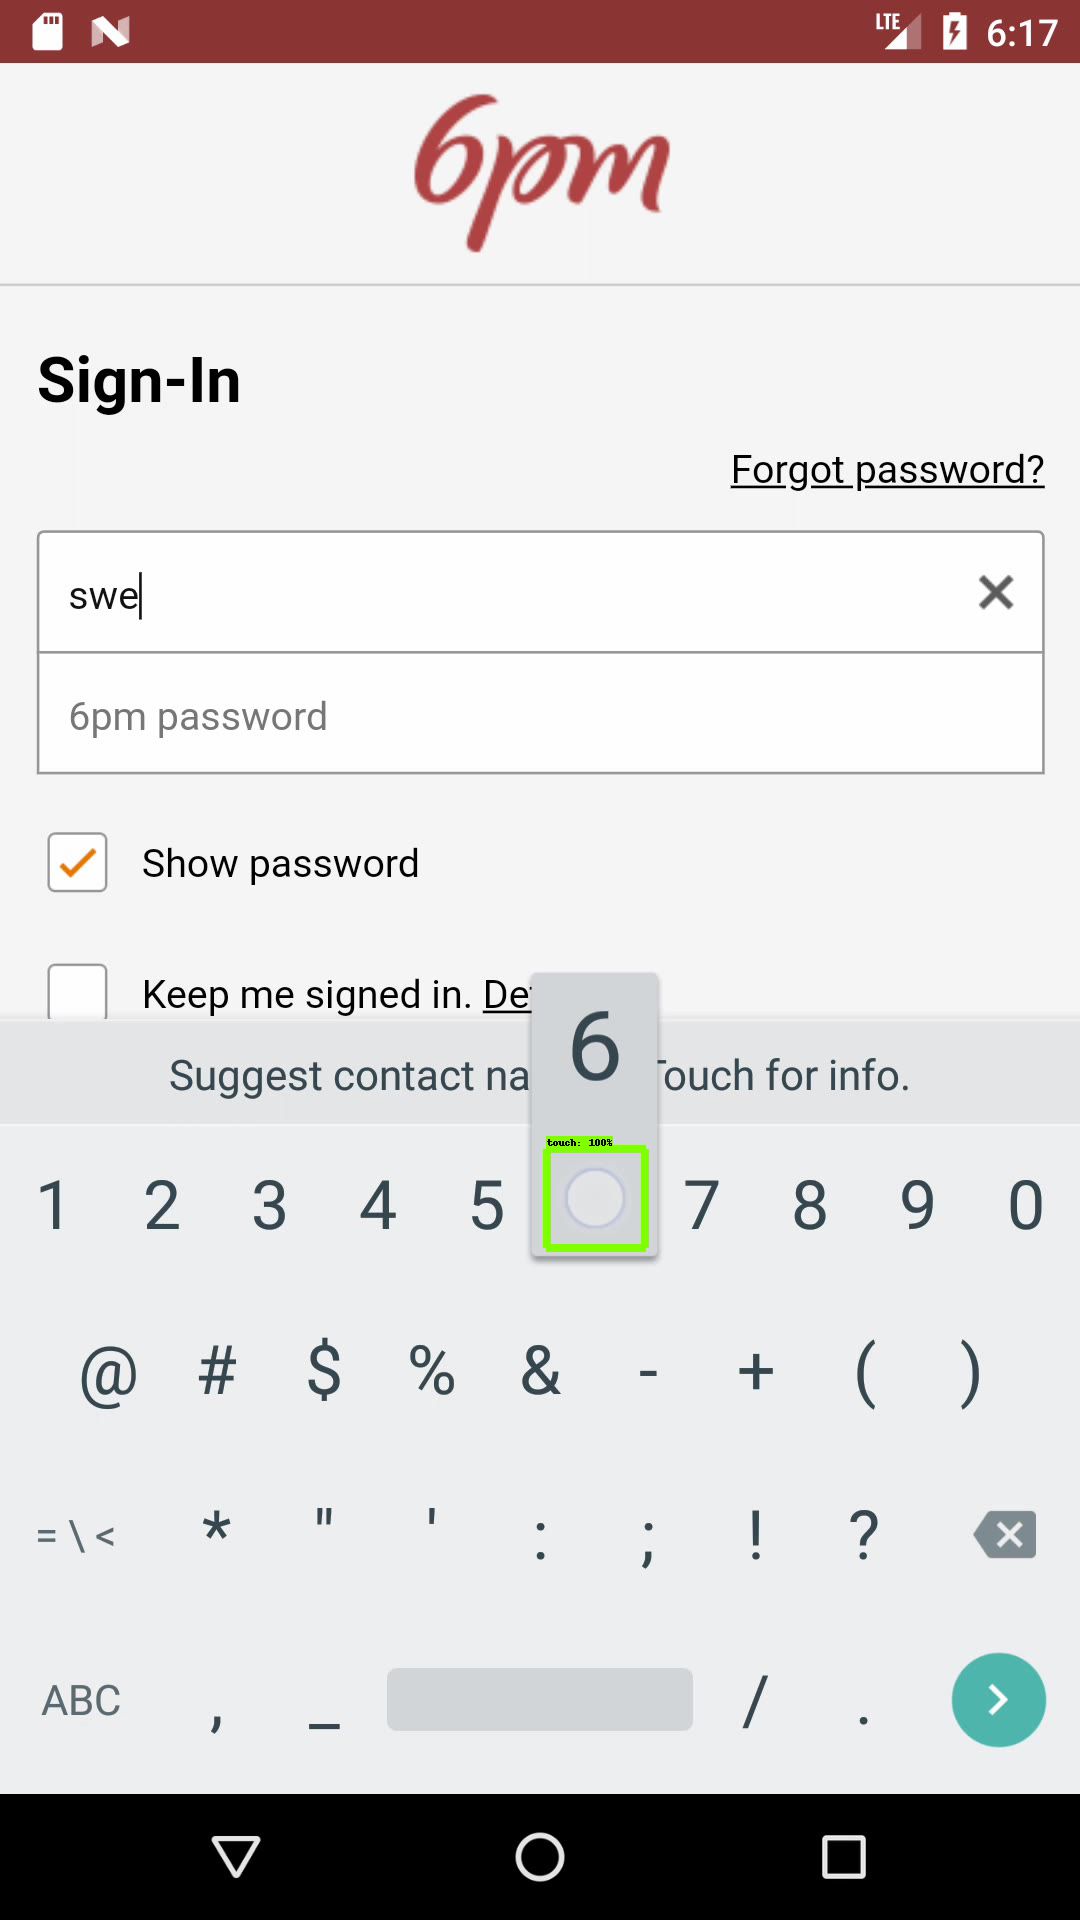 LTE 6:17
6pm
Sign-In
Forgot password?
swe
6pm password
Show password
Keep me signed in. De
6
Suggest contact na Touch for info.
touch: 100%
1 2 3 4 5 7 8 9 0
@ # $ % & - + ( )
= \ < * " ' : ; ! ?
ABC , _ / .